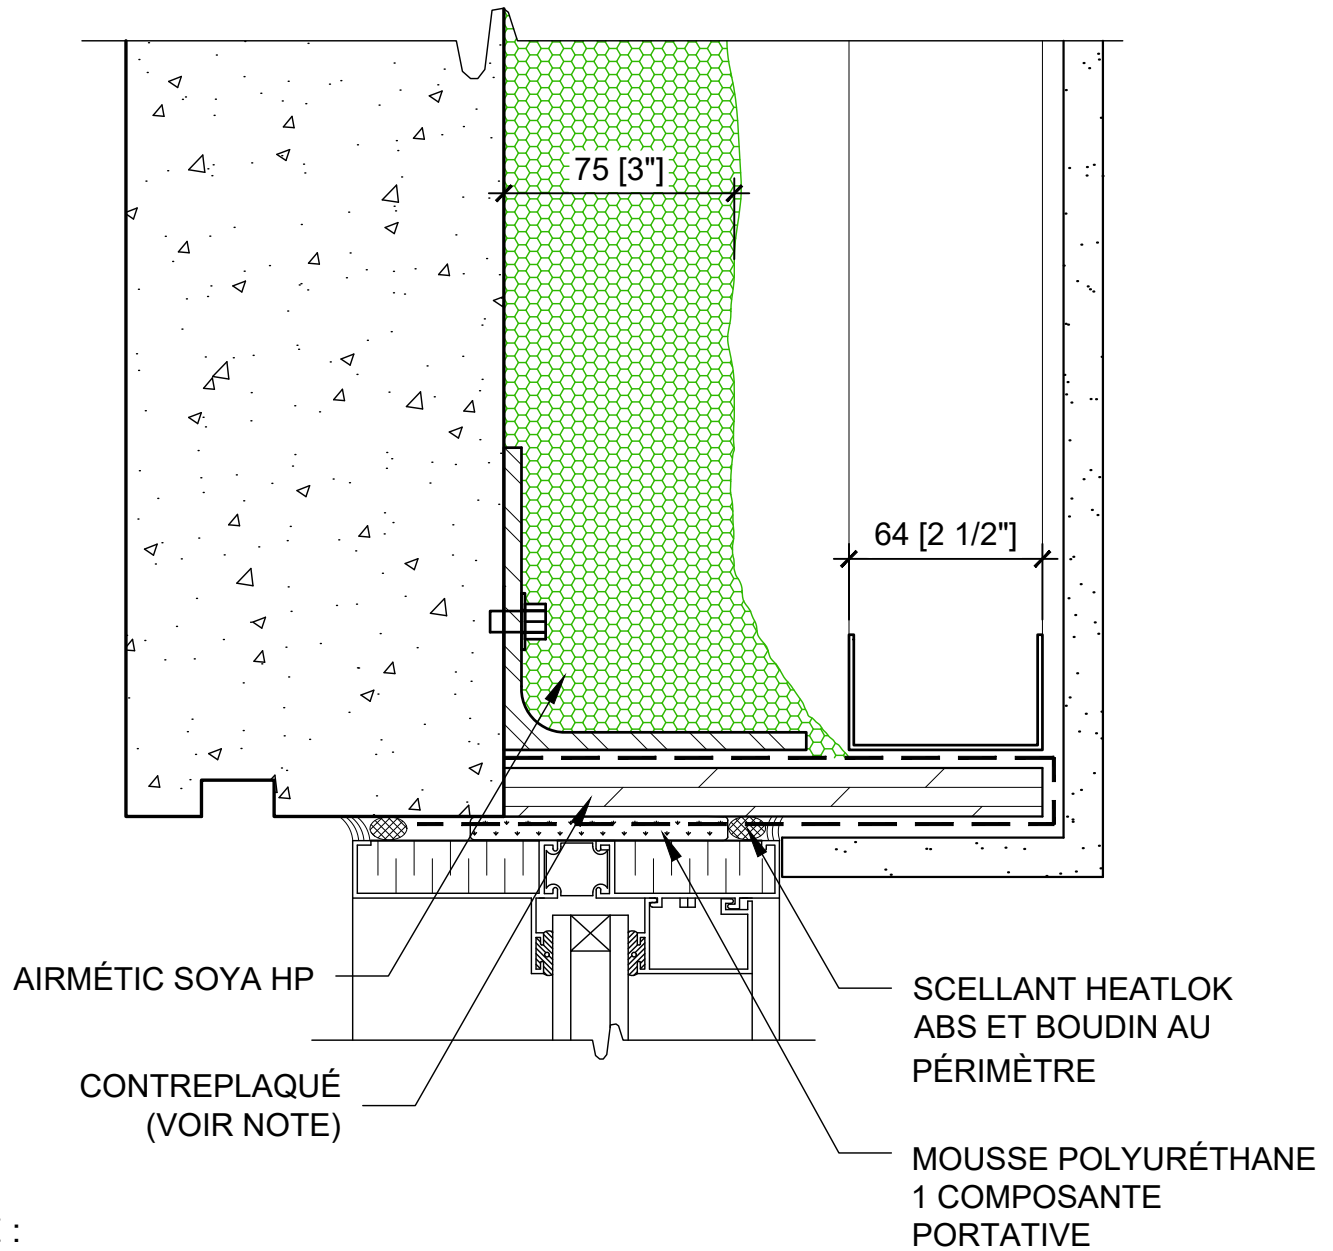 75 [3"]
64 [2 1/2"]
AIRMÉTIC SOYA HP
CONTREPLAQUÉ
(VOIR NOTE)
SCELLANT HEATLOK
ABS ET BOUDIN AU
PÉRIMÈTRE
MOUSSE POLYURÉTHANE
1 COMPOSANTE
PORTATIVE
: